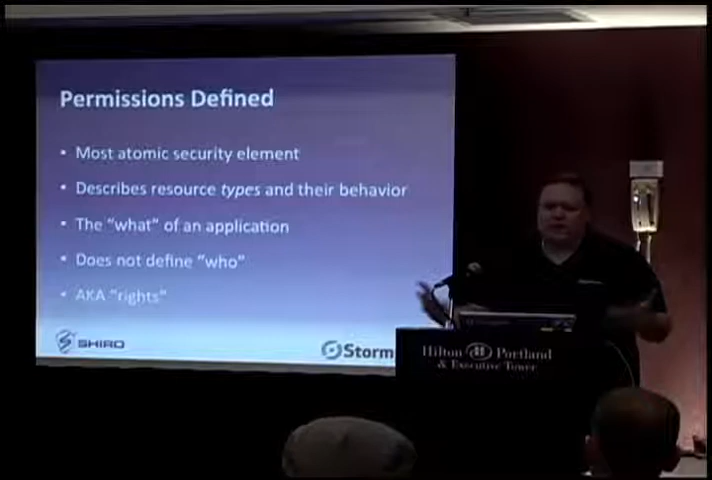 Permissions Defined
• Most atomic security element
• Describes resource types and their behavior
• The "what" of an application
• Does not define "who"
• AKA "rights"
SHIRO
Storm
Hilton Portland
& Executive Tower